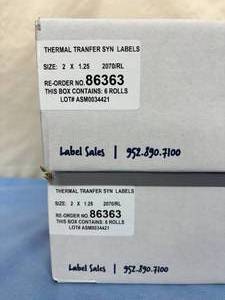 THERMAL TRANFER SYN LABELS
SIZE: 2 X 1.25 2070/RL
RE-ORDER NO. 86363
THIS BOX CONTAINS: 6 ROLLS
LOT# ASM0034421
Label Sales | 952.890.7100
THERMAL TRANFER SYN LABELS
SIZE: 2 X 1.25 2070/RL
RE-ORDER NO. 86363
THIS BOX CONTAINS: 6 ROLLS
LOT# ASM0034421
Label Sales | 952.890.7100